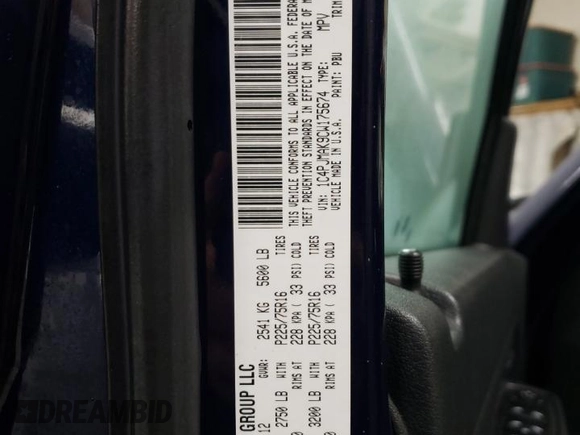 GROUP LLC
12 GVWR: 2541 KG 5600 LB
2750 LB WITH P225/75R16 TIRES
RIMS AT 228 KPA ( 33 PSI) COLD
3200 LB WITH P225/75R16 TIRES
RIMS AT 228 KPA ( 33 PSI) COLD
THIS VEHICLE CONFORMS TO ALL APPLICABLE U.S.A. FEDERA
THEFT PREVENTION STANDARDS IN EFFECT ON THE DATE OF M
VIN: 1C4PJMAK9CW175674 TYPE: MPV
VEHICLE MADE IN U.S.A. PAINT: PBU TRIM
DREAMBID